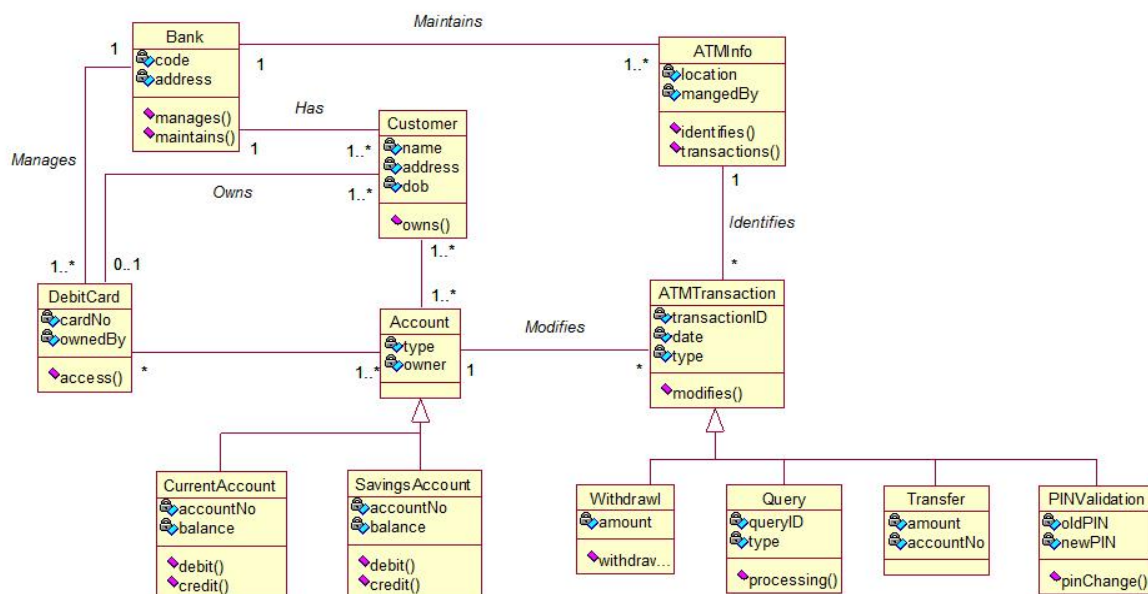 Maintains
Bank
code
address
manages()
maintains()
1
1
1..*
ATMInfo
location
mangedBy
identifies()
transactions()
Has
1
1..*
Customer
name
address
dob
owns()
Manages
Owns
1..*
1
Identifies
*
1..*
0..1
1..*
1..*
DebitCard
cardNo
ownedBy
access()
*
1..*
Account
type
owner
1
Modifies
*
ATMTransaction
transactionID
date
type
modifies()
CurrentAccount
accountNo
balance
debit()
credit()
SavingsAccount
accountNo
balance
debit()
credit()
Withdrawl
amount
withdraw...
Query
queryID
type
processing()
Transfer
amount
accountNo
PINValidation
oldPIN
newPIN
pinChange()